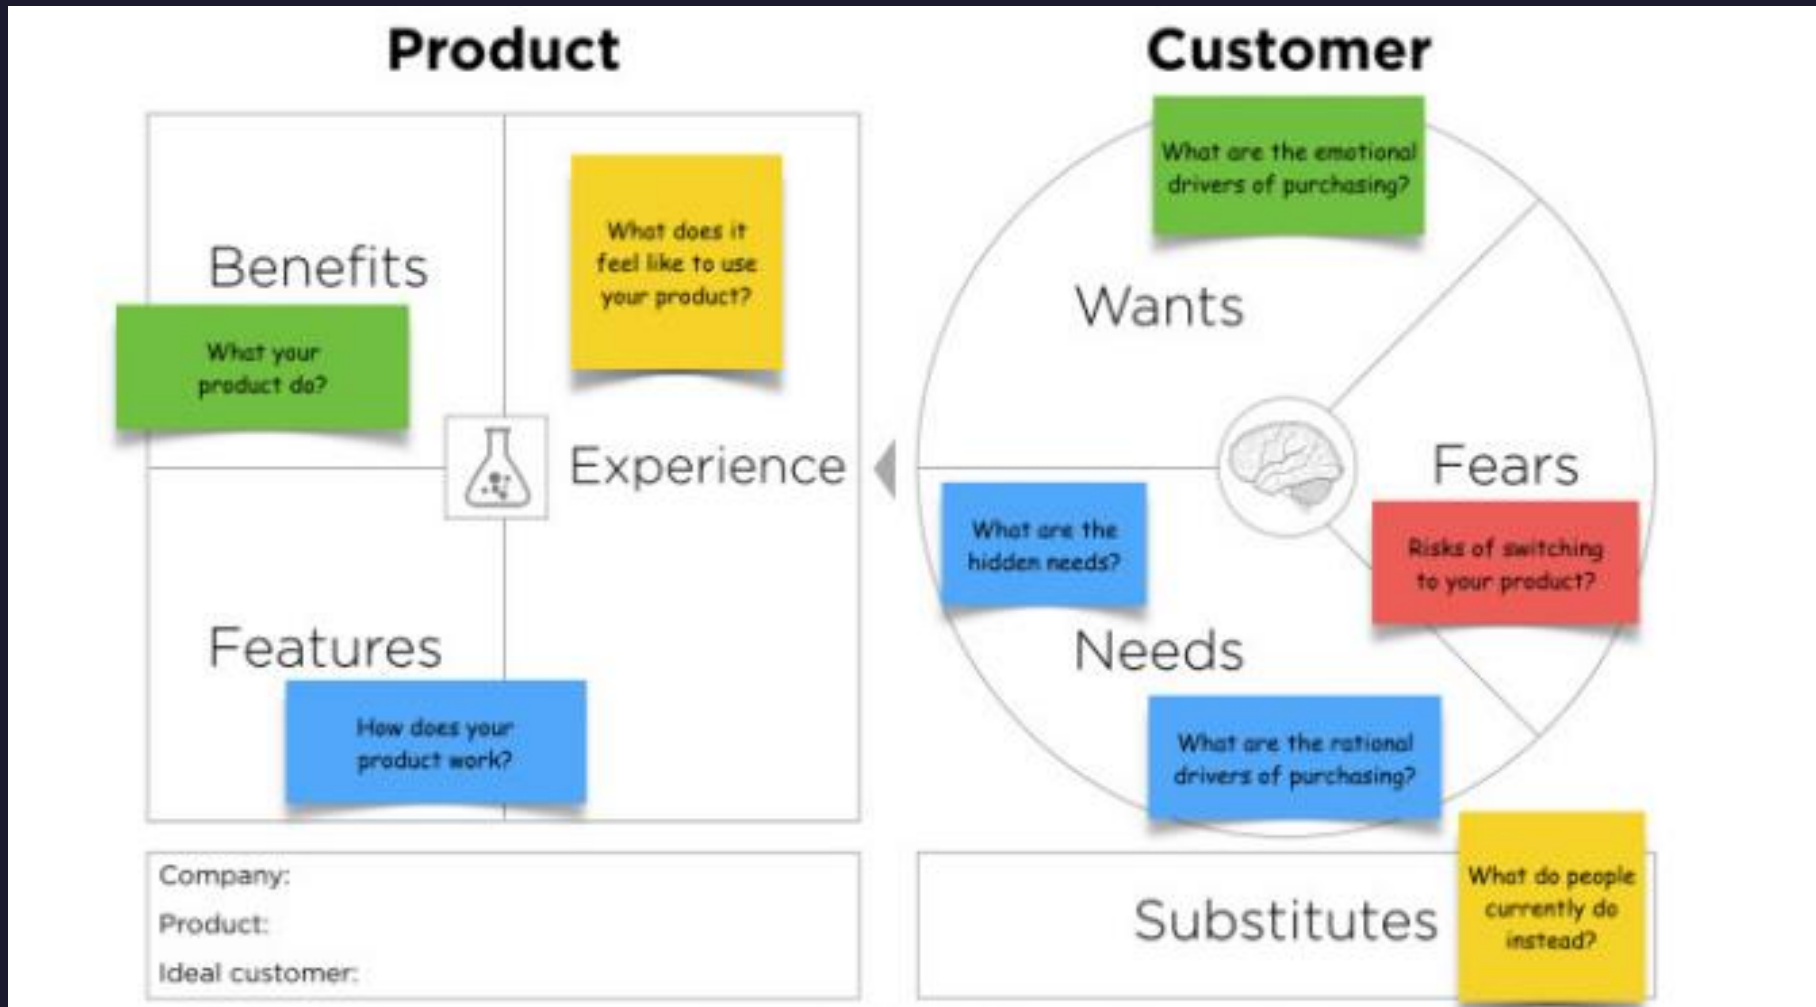 Product
Benefits
What your
product do?
What does it
feel like to use
your product?
Experience
Features
How does your
product work?
Company:
Product:
Ideal customer:
Customer
What are the emotional
drivers of purchasing?
Wants
Fears
Risks of switching
to your product?
What are the
hidden needs?
Needs
What are the rational
drivers of purchasing?
Substitutes
What do people
currently do
instead?